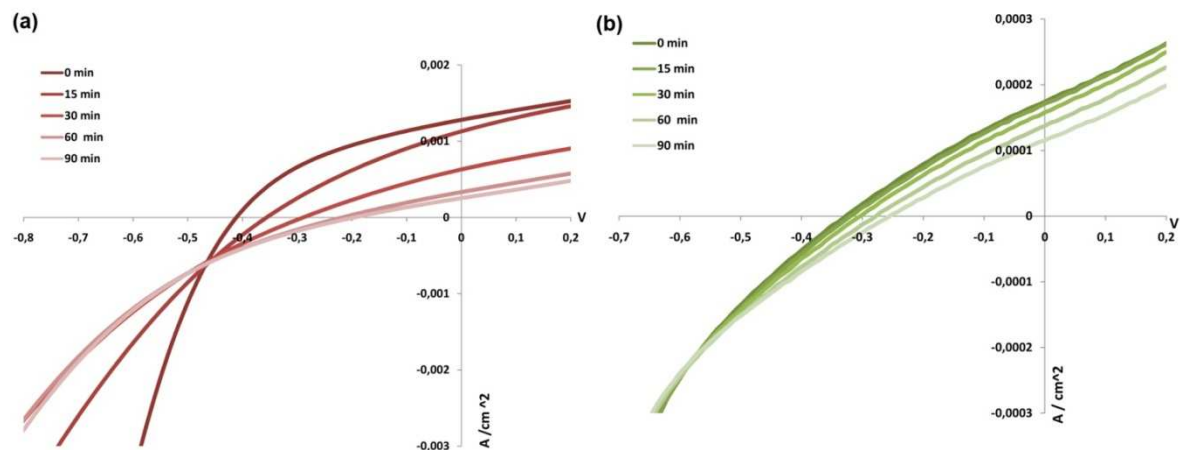 (a)
0 min
15 min
30 min
60 min
90 min
0,002
0,001
0
-0,001
-0,002
-0.003
-0,8
-0,7
-0,6
-0,5
-0,4
-0,3
-0,2
-0,1
0
0,1
0,2
V
A /cm ^2
(b)
0 min
15 min
30 min
60 min
90 min
0,0003
0,0002
0,0001
0
-0,0001
-0,0002
-0,0003
-0,7
-0,6
-0,5
-0,4
-0,3
-0,2
-0,1
0
0,1
0,2
V
A / cm^2